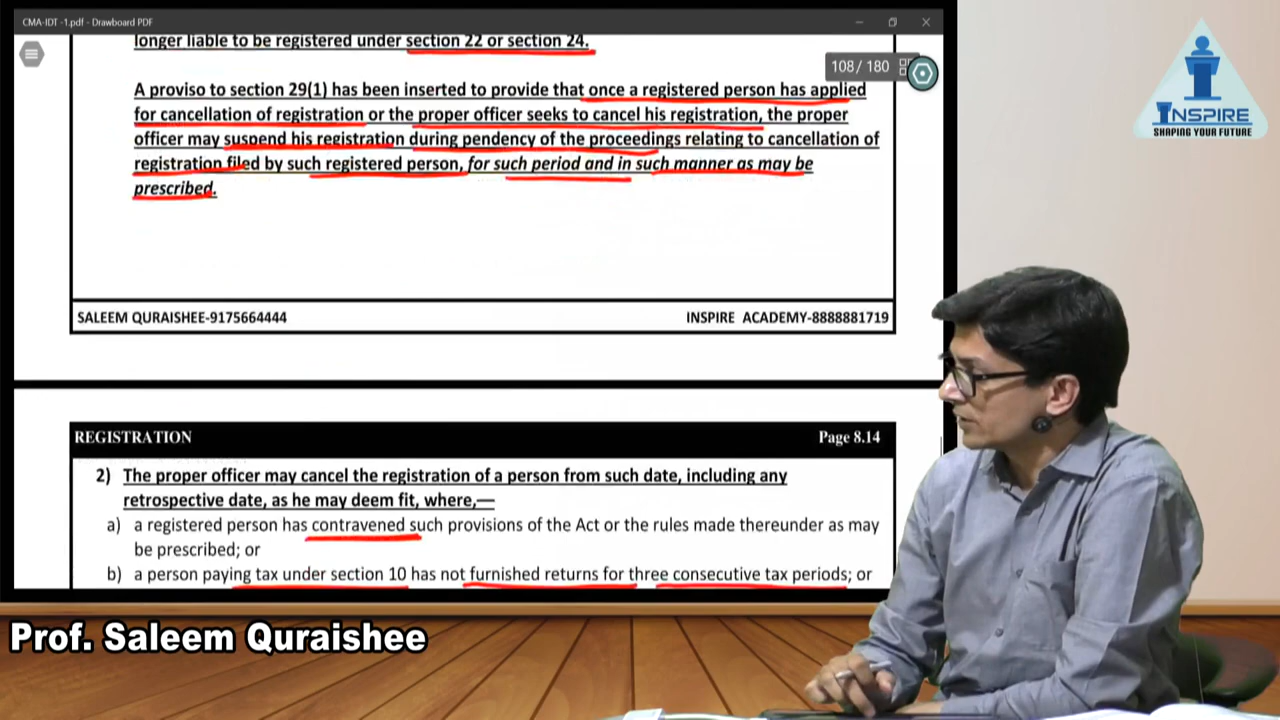 CMA-IDT -1.pdf - Drawboard PDF
longer liable to be registered under section 22 or section 24.
108 / 180
A proviso to section 29(1) has been inserted to provide that once a registered person has applied
for cancellation of registration or the proper officer seeks to cancel his registration, the proper
officer may suspend his registration during pendency of the proceedings relating to cancellation of
registration filed by such registered person, for such period and in such manner as may be
prescribed.
INSPIRE
SHAPING YOUR FUTURE
SALEEM QURAISHEE-9175664444
INSPIRE ACADEMY-8888881719
REGISTRATION
Page 8.14
2) The proper officer may cancel the registration of a person from such date, including any
retrospective date, as he may deem fit, where,—
a) a registered person has contravened such provisions of the Act or the rules made thereunder as may
be prescribed; or
b) a person paying tax under section 10 has not furnished returns for three consecutive tax periods; or
Prof. Saleem Quraishee